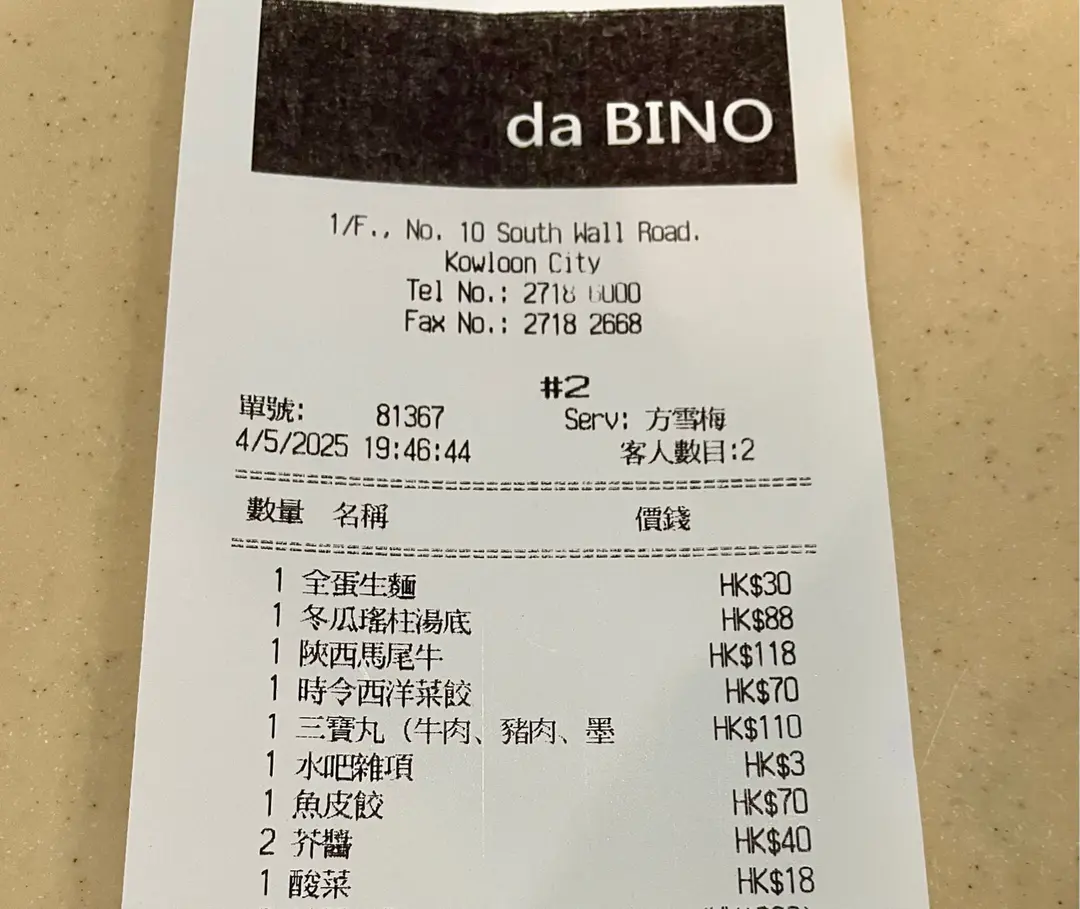 da BINO
1/F., No. 10 South Wall Road.
Kowloon City
Tel No.: 2718 6000
Fax No.: 2718 2668
#2
單號: 81367 Serv: 方雪梅
4/5/2025 19:46:44 客人數目:2
數量 名稱 價錢
1 全蛋生麵 HK$30
1 冬瓜瑤柱湯底 HK$88
1 陝西馬尾牛 HK$118
1 時令西洋菜餃 HK$70
1 三寶丸 (牛肉、豬肉、墨 HK$110
1 水吧雜項 HK$3
1 魚皮餃 HK$70
2 芥醬 HK$40
1 酸菜 HK$18